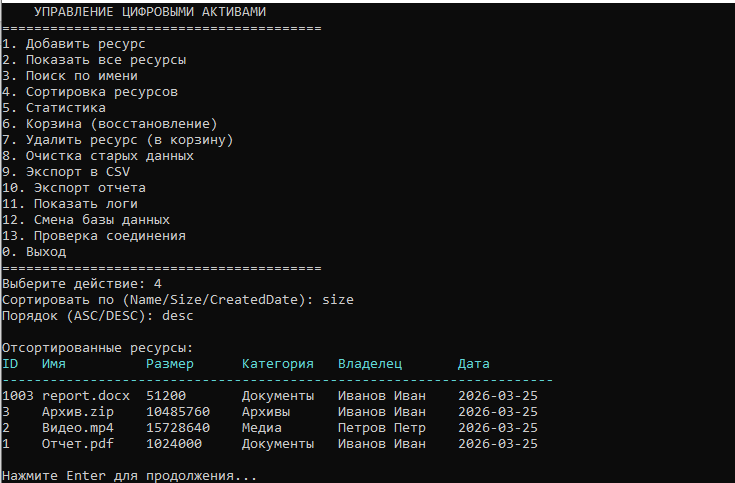 УПРАВЛЕНИЕ ЦИФРОВЫМИ АКТИВАМИ
========================================
1. Добавить ресурс
2. Показать все ресурсы
3. Поиск по имени
4. Сортировка ресурсов
5. Статистика
6. Корзина (восстановление)
7. Удалить ресурс (в корзину)
8. Очистка старых данных
9. Экспорт в CSV
10. Экспорт отчета
11. Показать логи
12. Смена базы данных
13. Проверка соединения
0. Выход
========================================
Выберите действие: 4
Сортировать по (Name/Size/CreatedDate): size
Порядок (ASC/DESC): desc
Отсортированные ресурсы:
ID Имя Размер Категория Владелец Дата
---------------------------------------------------------------------
1003 report.docx 51200 Документы Иванов Иван 2026-03-25
3 Архив.zip 10485760 Архивы Иванов Иван 2026-03-25
2 Видео.mp4 15728640 Медиа Петров Петр 2026-03-25
1 Отчет.pdf 1024000 Документы Иванов Иван 2026-03-25
Нажмите Enter для продолжения...